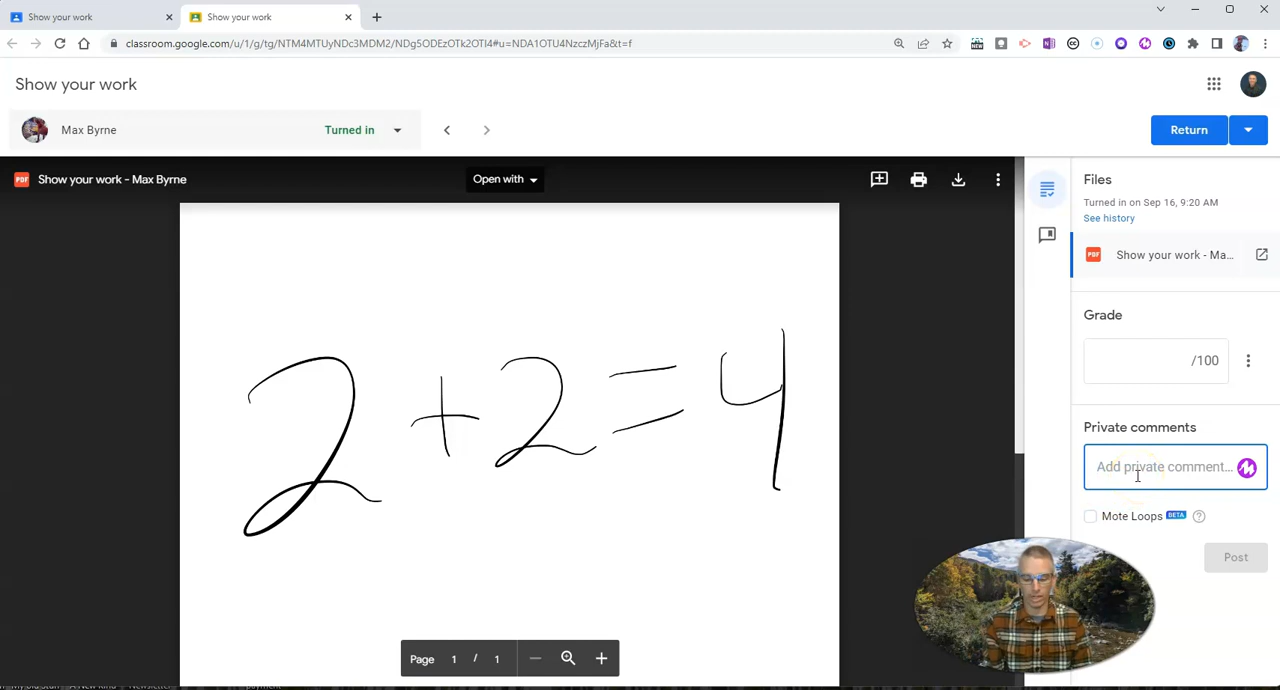 Show your work
Show your work
classroom.google.com/u/1/g/tg/NTM4MTUyNDc3MDM2/NDg5ODEzOTk2OTI4#u=NDA1OTU4NzczMjFa&t=f
Show your work
Max Byrne
Turned in
Return
PDF
Show your work - Max Byrne
Open with
Files
Turned in on Sep 16, 9:20 AM
See history
PDF
Show your work - Ma...
Grade
/100
2 + 2 = 4
Private comments
Add private comment...
Mote Loops BETA ?
Post
Page 1 / 1